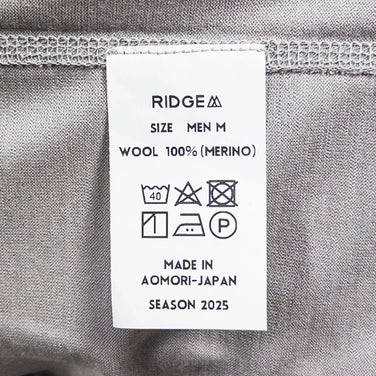 RIDGE
SIZE MEN M
WOOL 100% (MERINO)
40
P
MADE IN
AOMORI-JAPAN
SEASON 2025